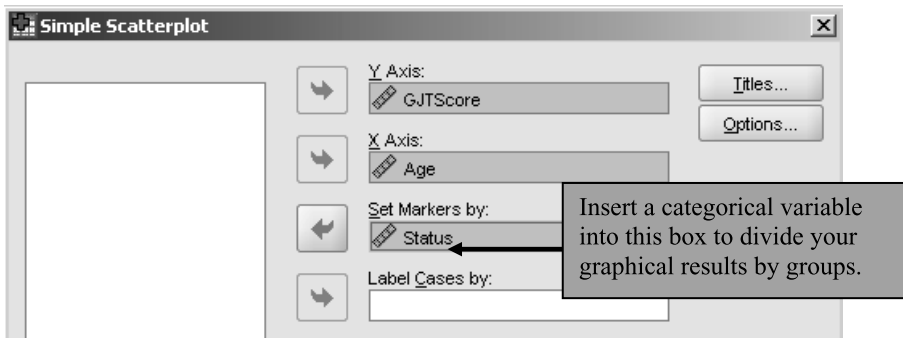 Simple Scatterplot
Y Axis:
GJTScore
Titles...
Options...
X Axis:
Age
Set Markers by:
Status
Insert a categorical variable
into this box to divide your
graphical results by groups.
Label Cases by: